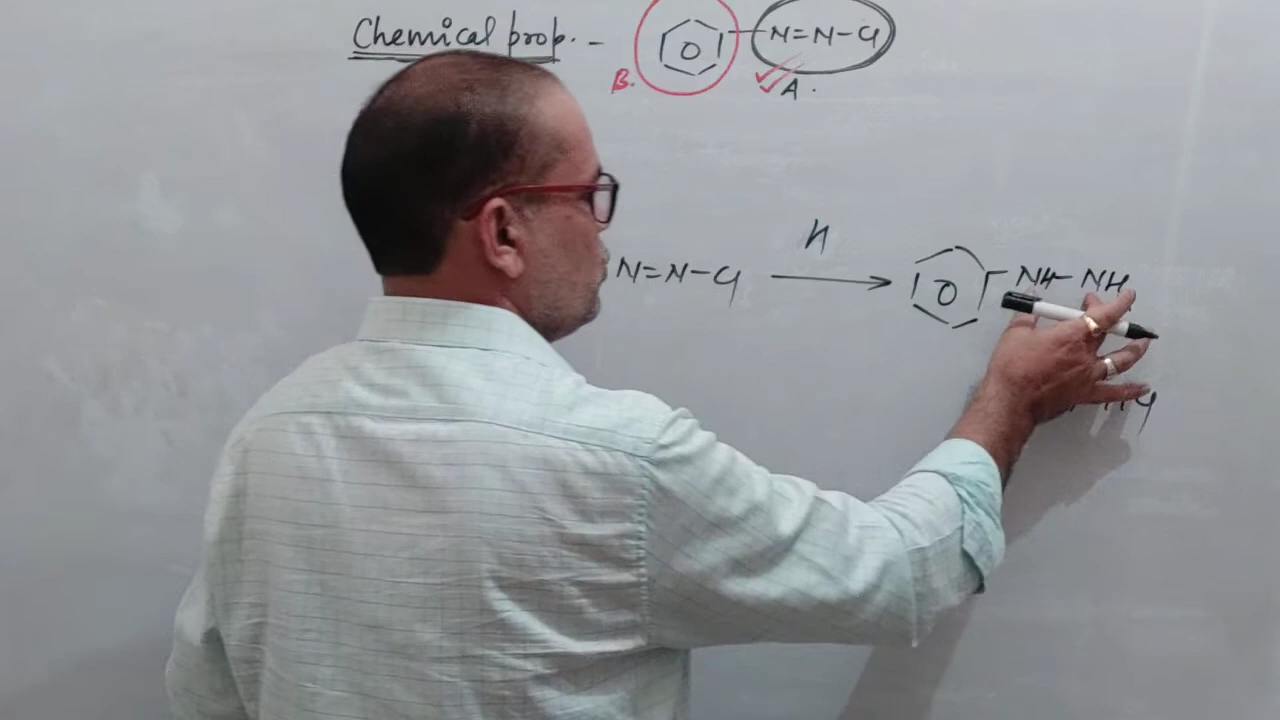 Chemical prop. - O N=N-Cl
B. A.
N=N-Cl H O NH-NH